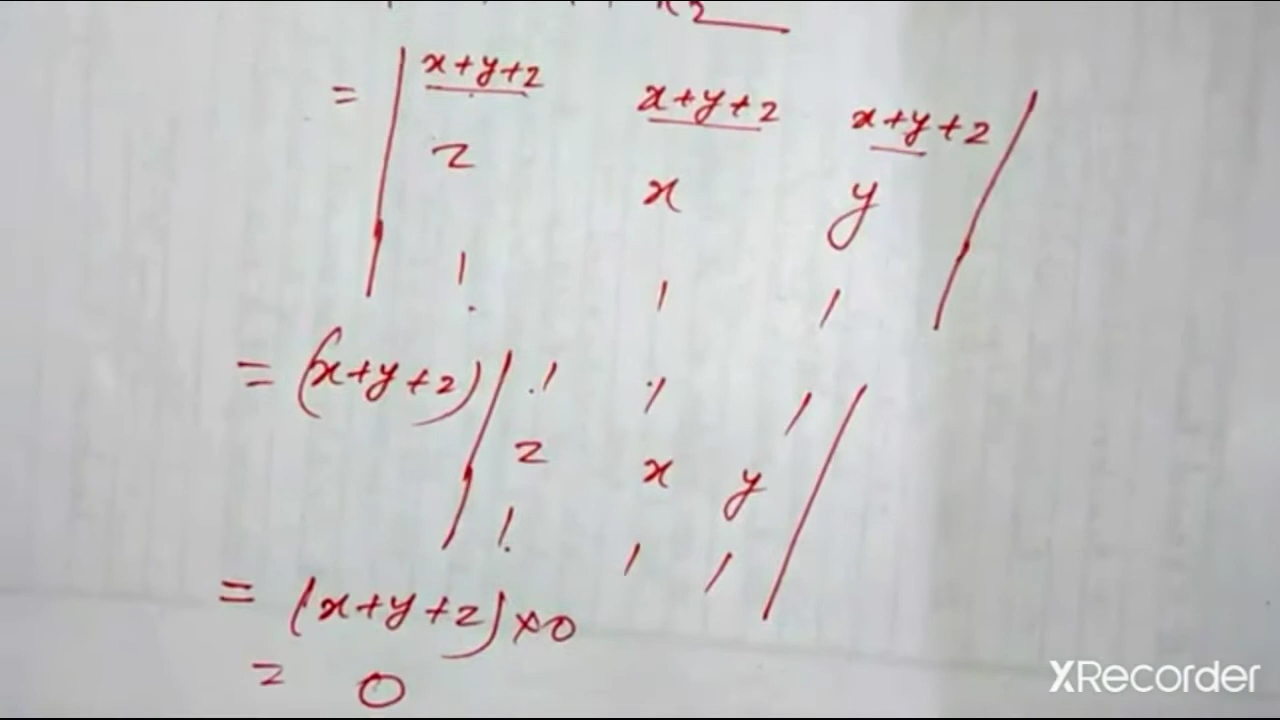 = | x+y+z x+y+z x+y+z |
z x y
1 1 1
= (x+y+z) | 1 1 1 |
z x y
1 1 1
= (x+y+z) × 0
= 0
XRecorder